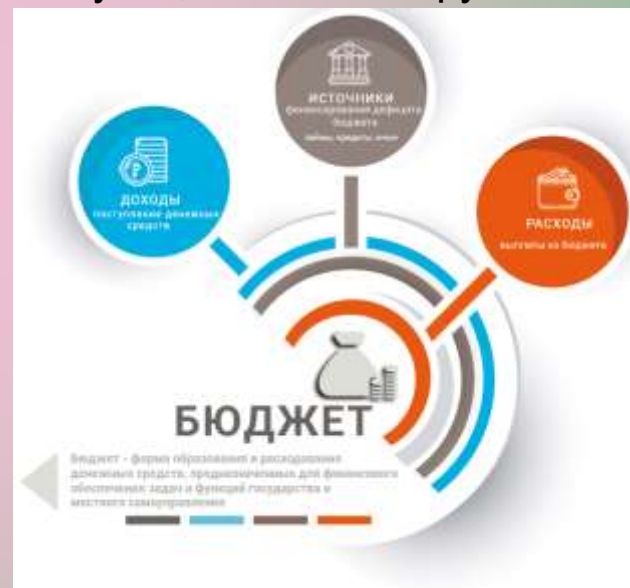 ИСТОЧНИКИ
финансирования дефицита
бюджета
ДОХОДЫ
поступление денежных
средств
РАСХОДЫ
выплаты из бюджета
БЮДЖЕТ
Бюджет - форма образования и расходования
денежных средств, предназначенных для финансового
обеспечения задач и функций государства и
местного самоуправления